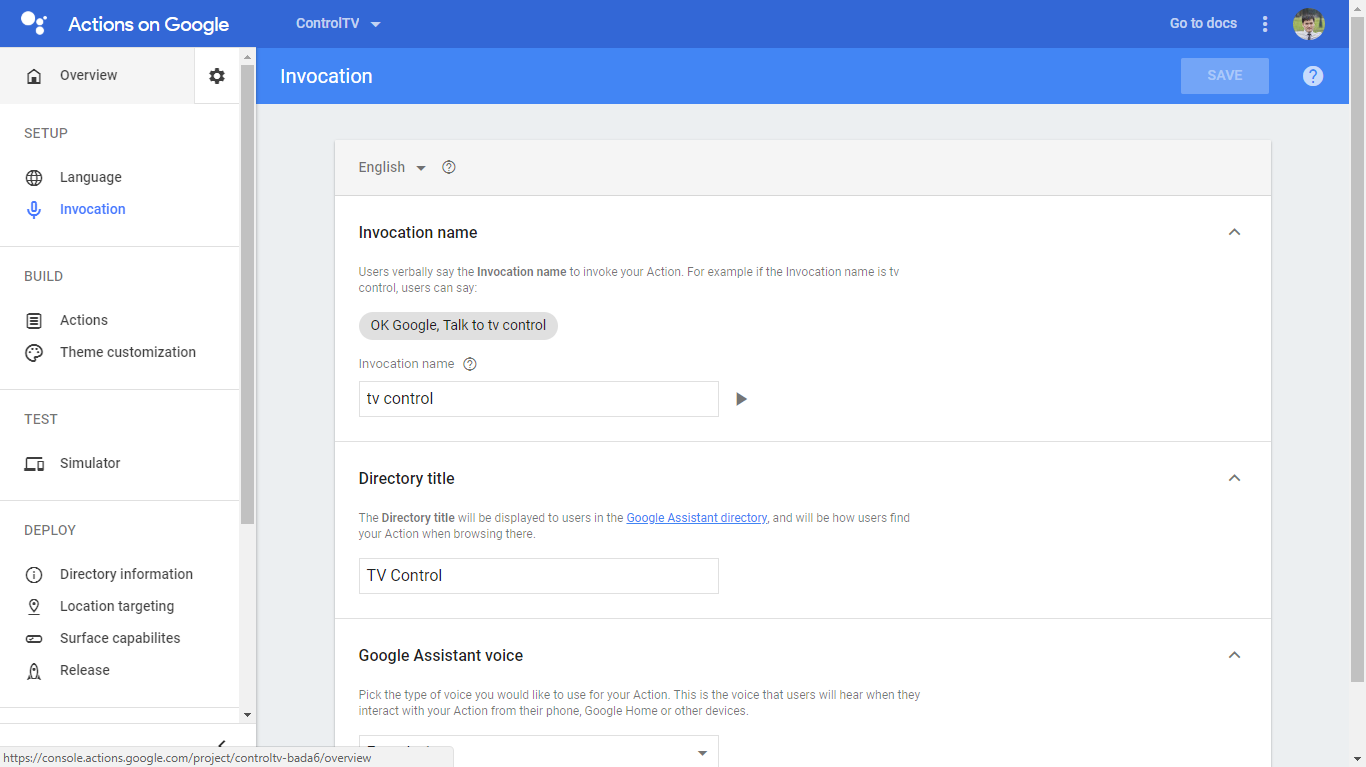 Actions on Google
ControlTV
Go to docs
Overview
Invocation
SAVE
SETUP
Language
Invocation
BUILD
Actions
Theme customization
TEST
Simulator
DEPLOY
Directory information
Location targeting
Surface capabilites
Release
English
Invocation name
Users verbally say the Invocation name to invoke your Action. For example if the Invocation name is tv
control, users can say:
OK Google, Talk to tv control
Invocation name
tv control
Directory title
The Directory title will be displayed to users in the Google Assistant directory, and will be how users find
your Action when browsing there.
TV Control
Google Assistant voice
Pick the type of voice you would like to use for your Action. This is the voice that users will hear when they
interact with your Action from their phone, Google Home or other devices.
https://console.actions.google.com/project/controltv-bada6/overview